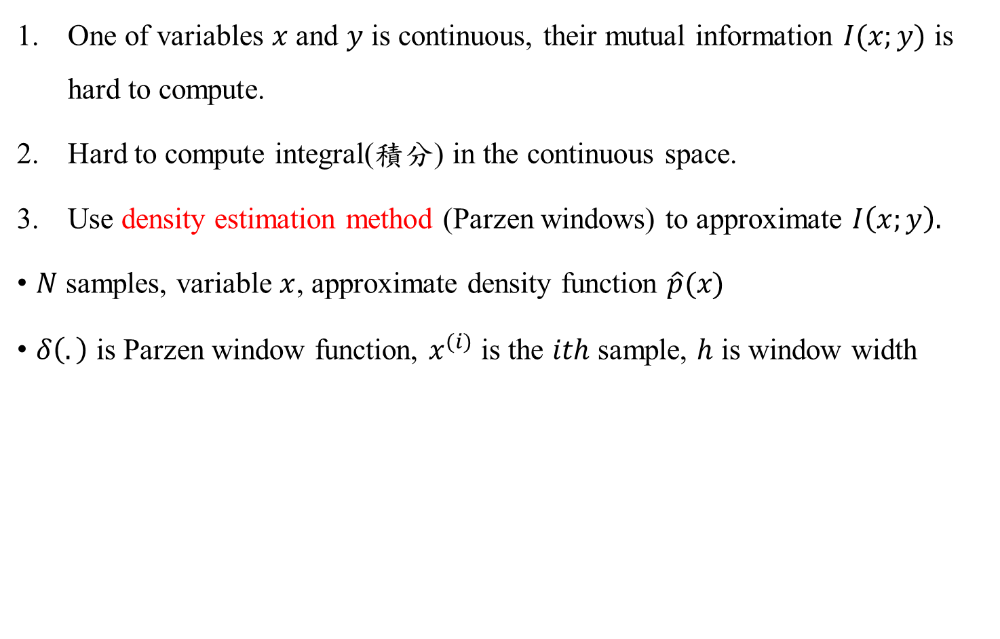 1. One of variables x and y is continuous, their mutual information I(x; y) is
hard to compute.
2. Hard to compute integral(積分) in the continuous space.
3. Use density estimation method (Parzen windows) to approximate I(x; y).
• N samples, variable x, approximate density function p̂(x)
• δ(.) is Parzen window function, x⁽ⁱ⁾ is the ith sample, h is window width